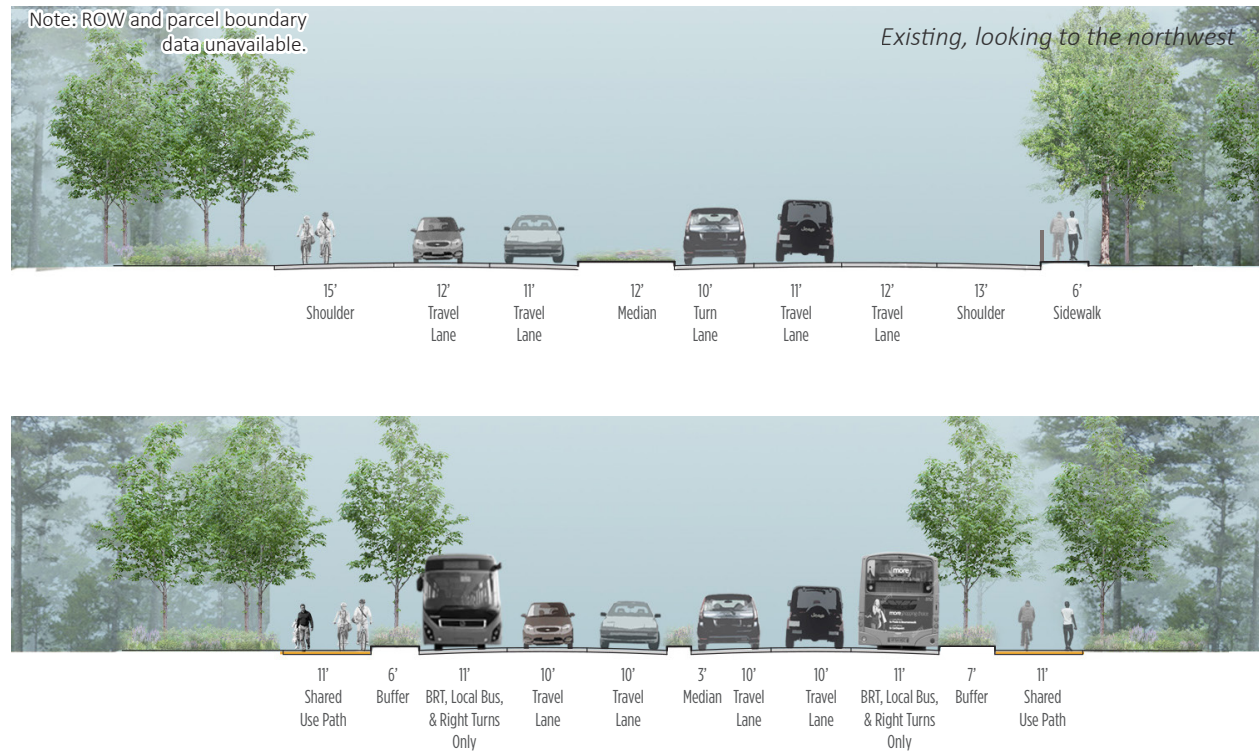 Note: ROW and parcel boundary
data unavailable.
Existing, looking to the northwest
15’
Shoulder
12’
Travel
Lane
11’
Travel
Lane
12’
Median
10’
Turn
Lane
11’
Travel
Lane
12’
Travel
Lane
13’
Shoulder
6’
Sidewalk
11’
Shared
Use Path
6’
Buffer
11’
BRT, Local Bus,
& Right Turns
Only
10’
Travel
Lane
10’
Travel
Lane
3’
Median
10’
Travel
Lane
10’
Travel
Lane
11’
BRT, Local Bus,
& Right Turns
Only
more
7’
Buffer
11’
Shared
Use Path